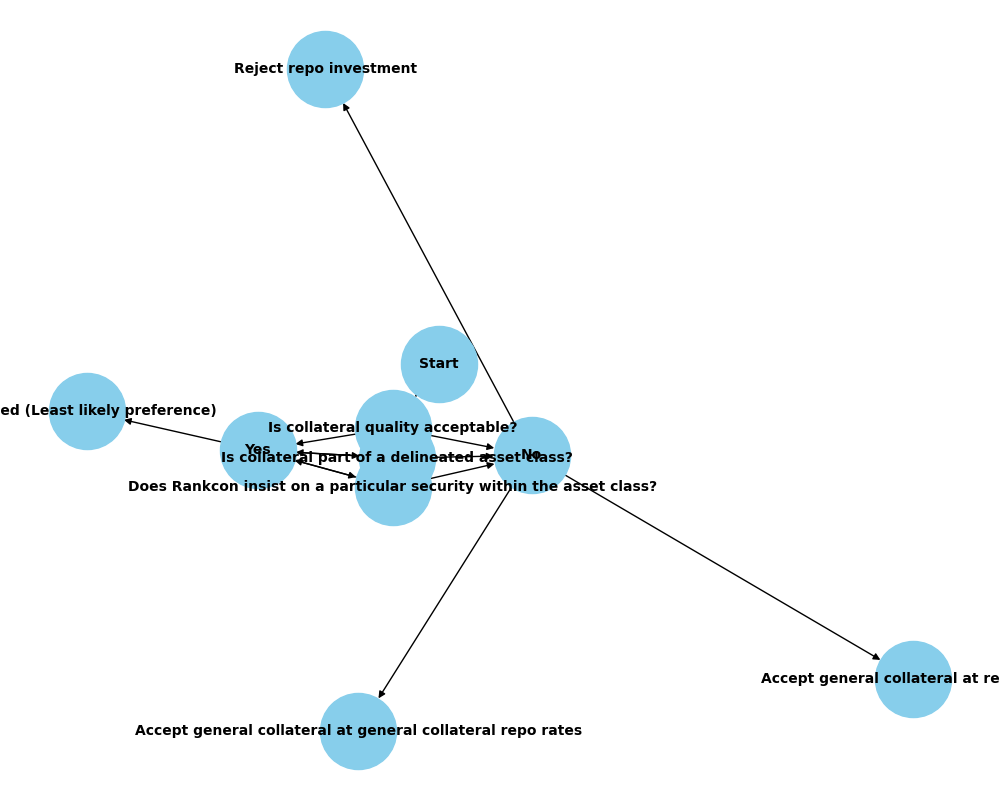 Reject repo investment
Start
ed (Least likely preference)
Is collateral quality acceptable?
Yes
No
Is collateral part of a delineated asset class?
Does Rankcon insist on a particular security within the asset class?
Accept general collateral at re
Accept general collateral at general collateral repo rates